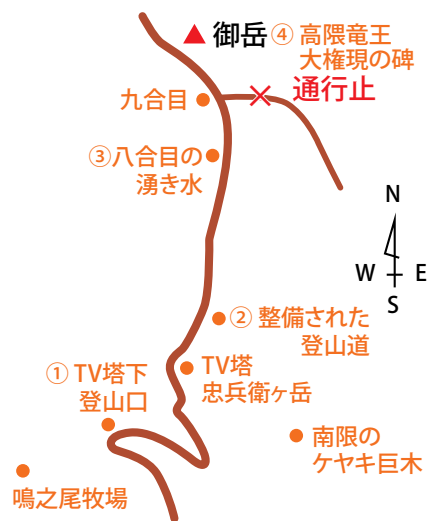 ▲ 御岳 ④ 高隈竜王
大権現の碑
通行止
九合目
③八合目の
湧き水
N
W E
S
② 整備された
登山道
① TV塔下
登山口
TV塔
忠兵衛ヶ岳
南限の
ケヤキ巨木
鳴之尾牧場